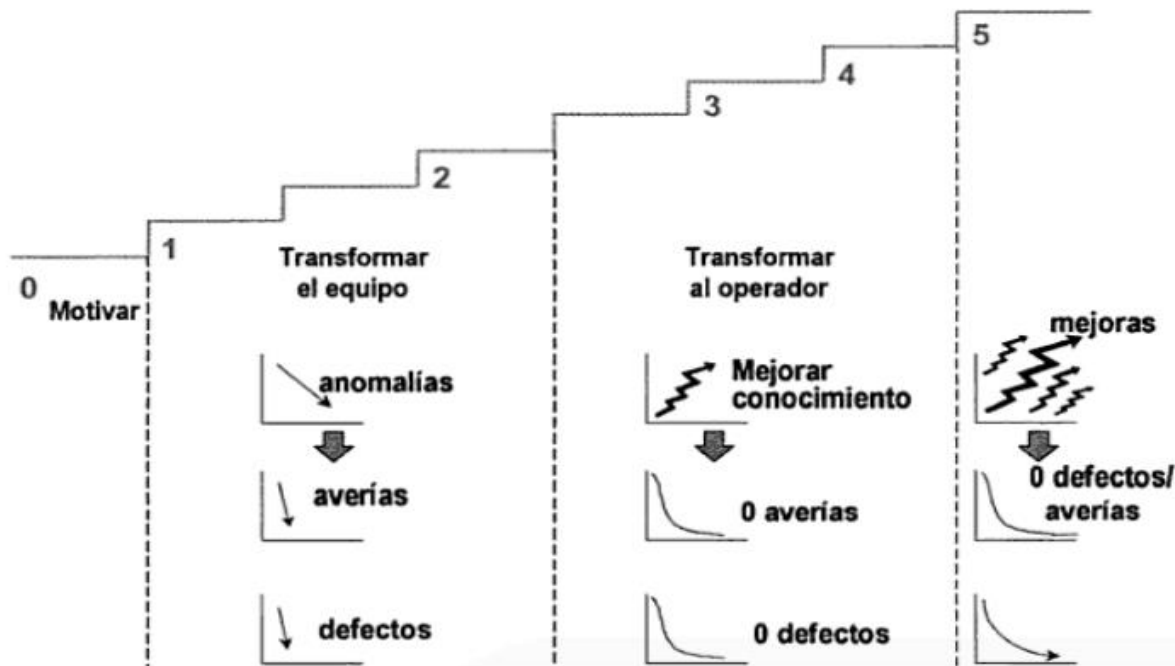 5
4
3
2
1
0
Motivar
Transformar
el equipo
Transformar
al operador
anomalías
Mejorar
conocimiento
mejoras
averías
0 averías
0 defectos/
averías
defectos
0 defectos